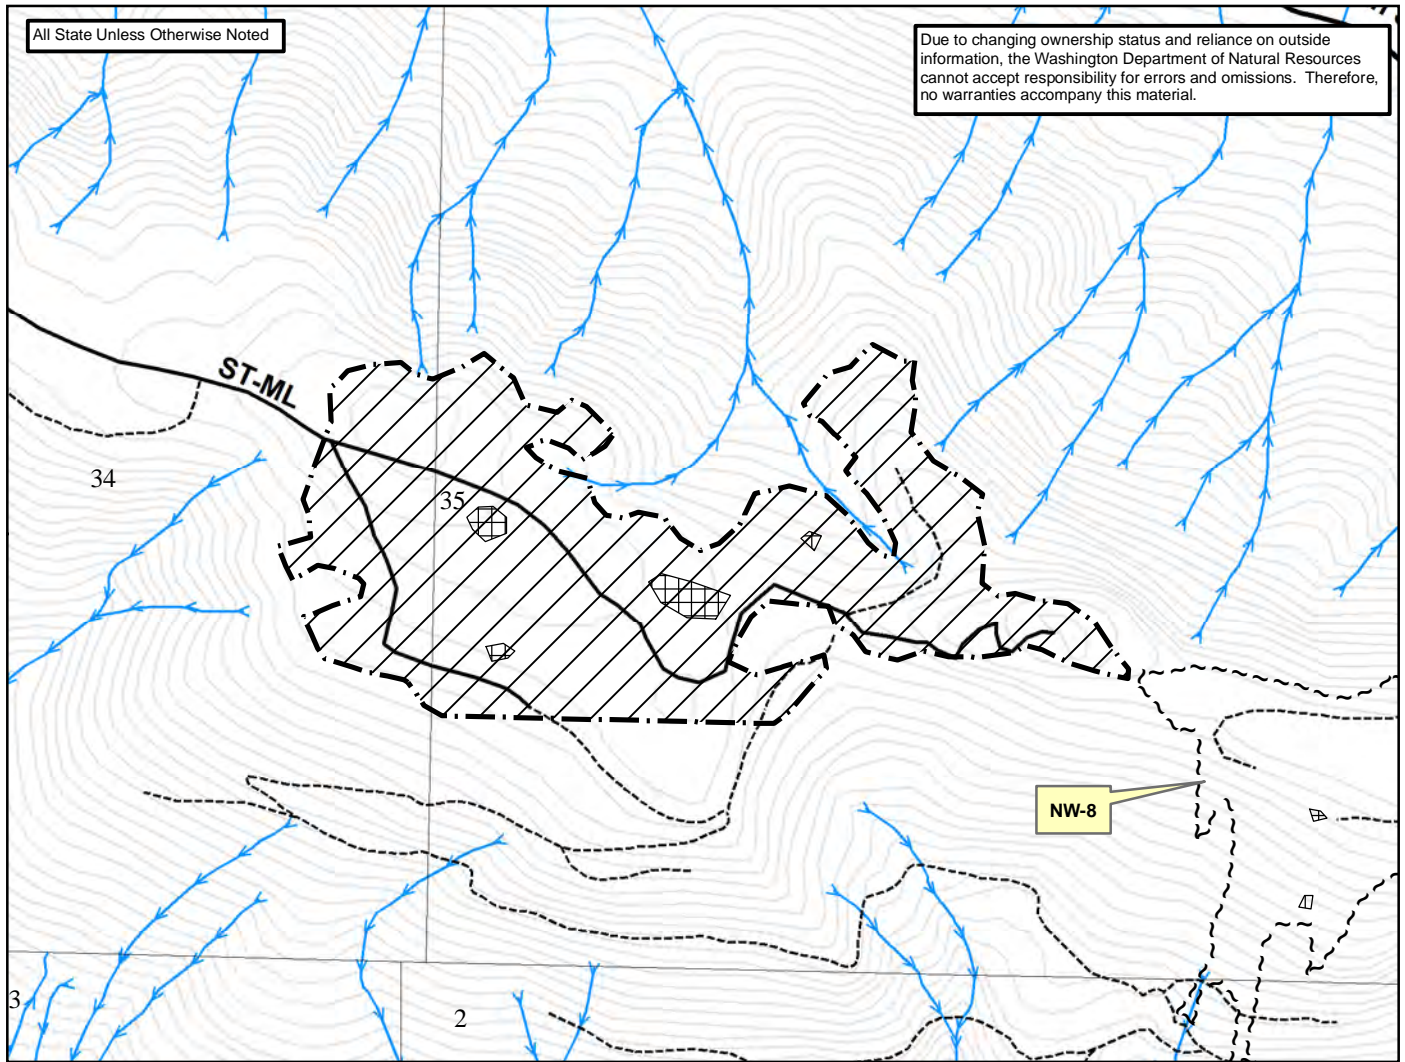 All State Unless Otherwise Noted
Due to changing ownership status and reliance on outside
information, the Washington Department of Natural Resources
cannot accept responsibility for errors and omissions.  Therefore,
no warranties accompany this material.
ST-ML
34
35
NW-8
3
2